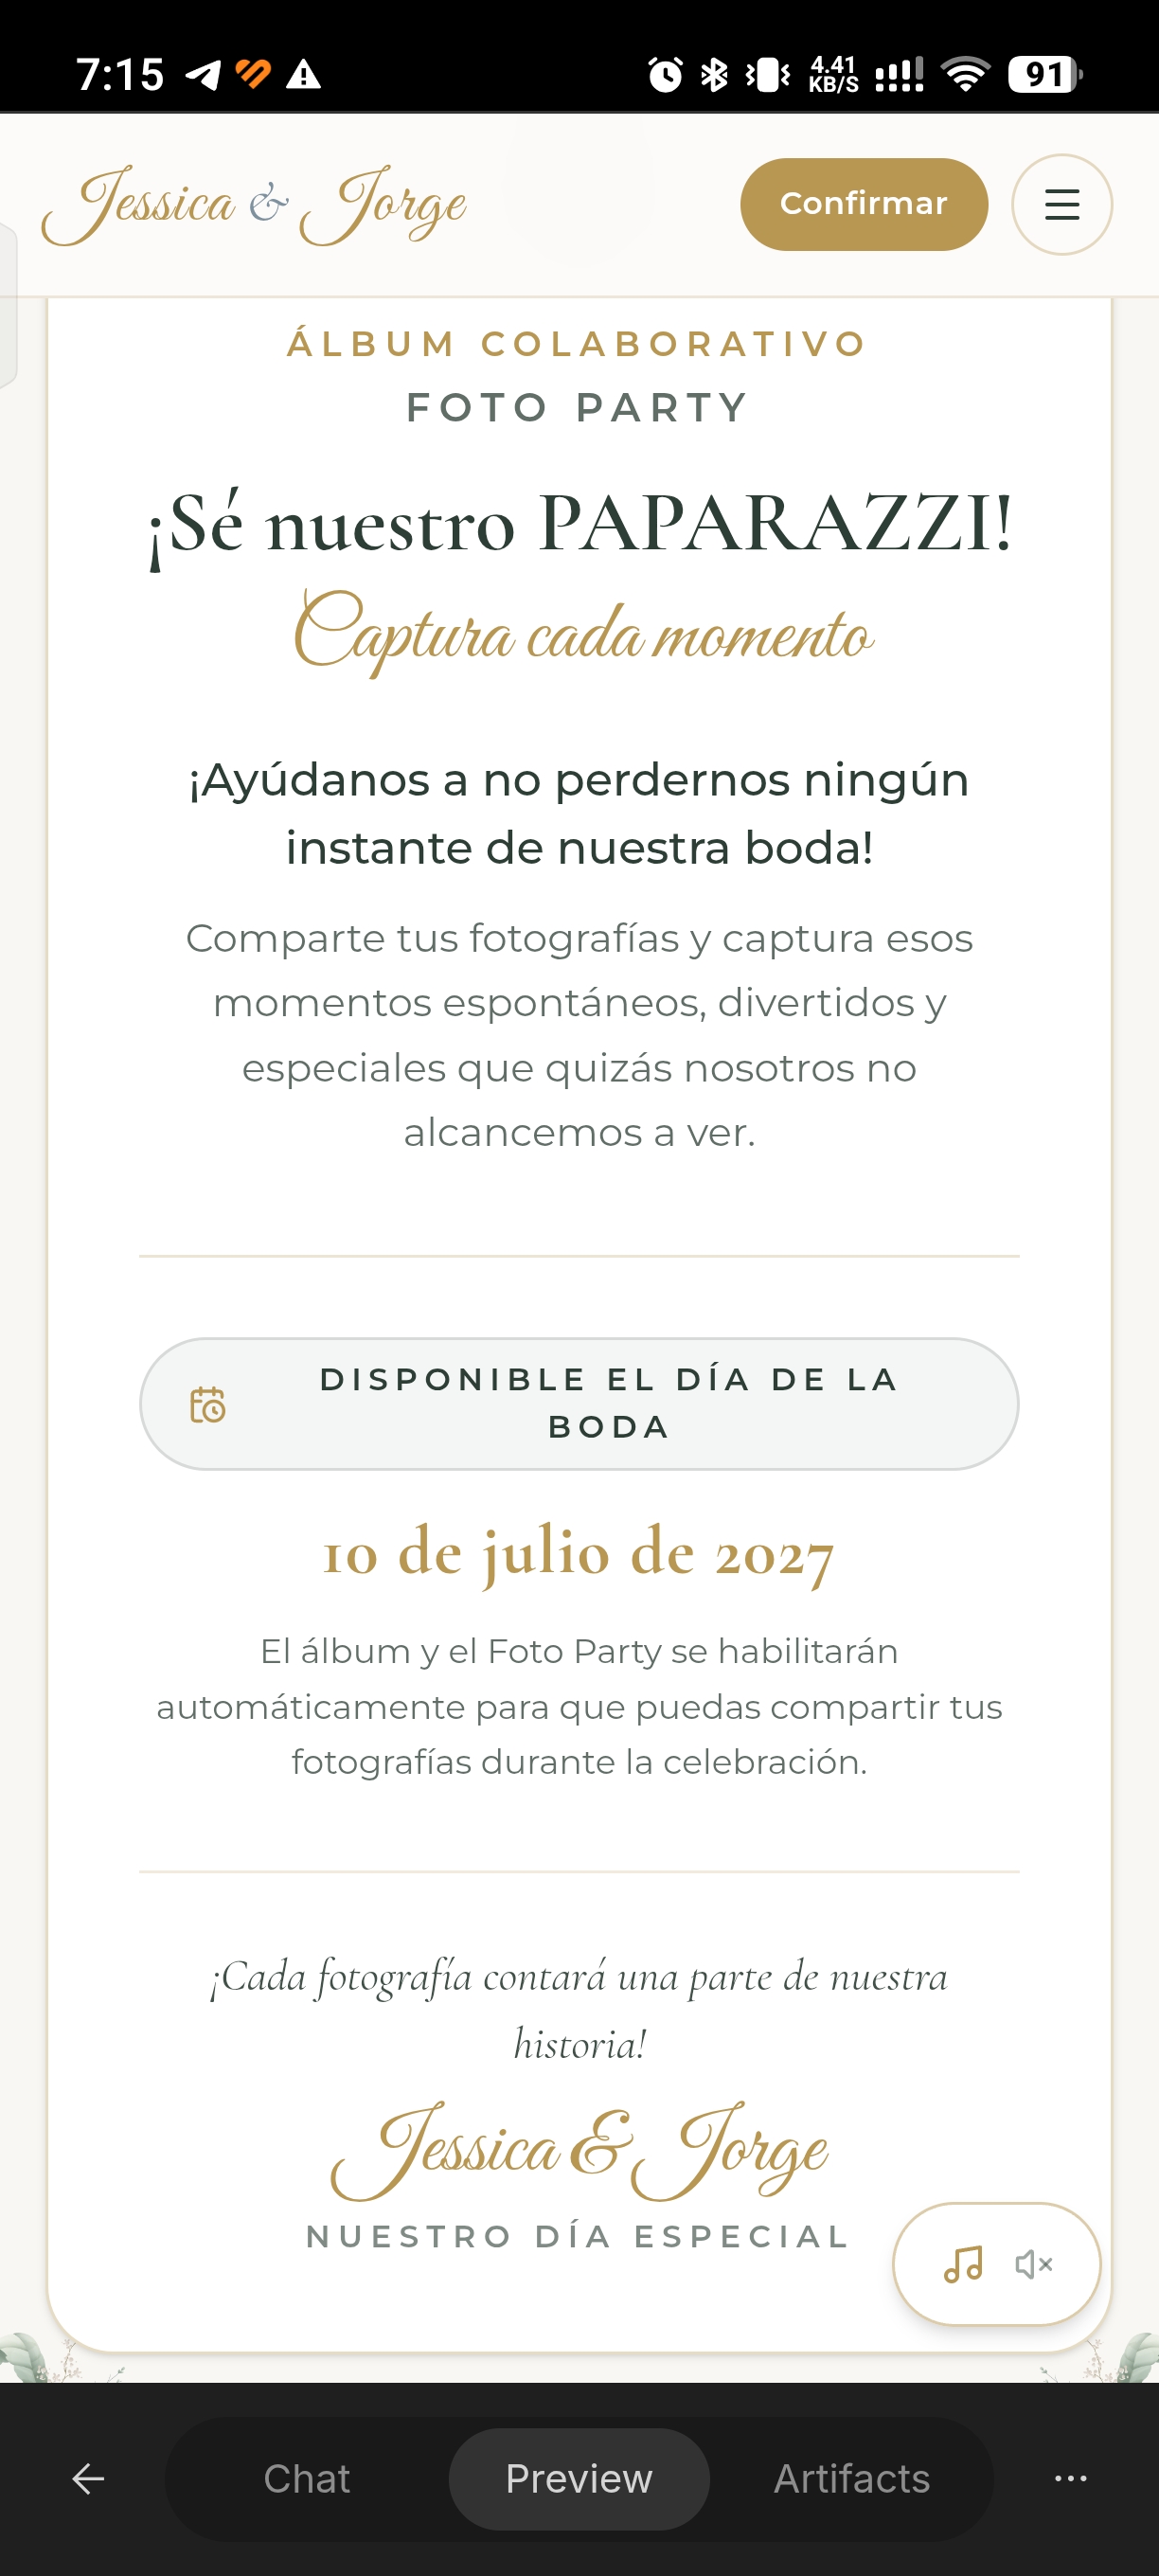 7:15
4.41
KB/S
91
Jessica & Jorge
Confirmar
ÁLBUM COLABORATIVO
FOTO PARTY
¡Sé nuestro PAPARAZZI!
Captura cada momento
¡Ayúdanos a no perdernos ningún
instante de nuestra boda!
Comparte tus fotografías y captura esos
momentos espontáneos, divertidos y
especiales que quizás nosotros no
alcancemos a ver.
DISPONIBLE EL DÍA DE LA
BODA
10 de julio de 2027
El álbum y el Foto Party se habilitarán
automáticamente para que puedas compartir tus
fotografías durante la celebración.
¡Cada fotografía contará una parte de nuestra
historia!
Jessica & Jorge
NUESTRO DÍA ESPECIAL
Chat
Preview
Artifacts